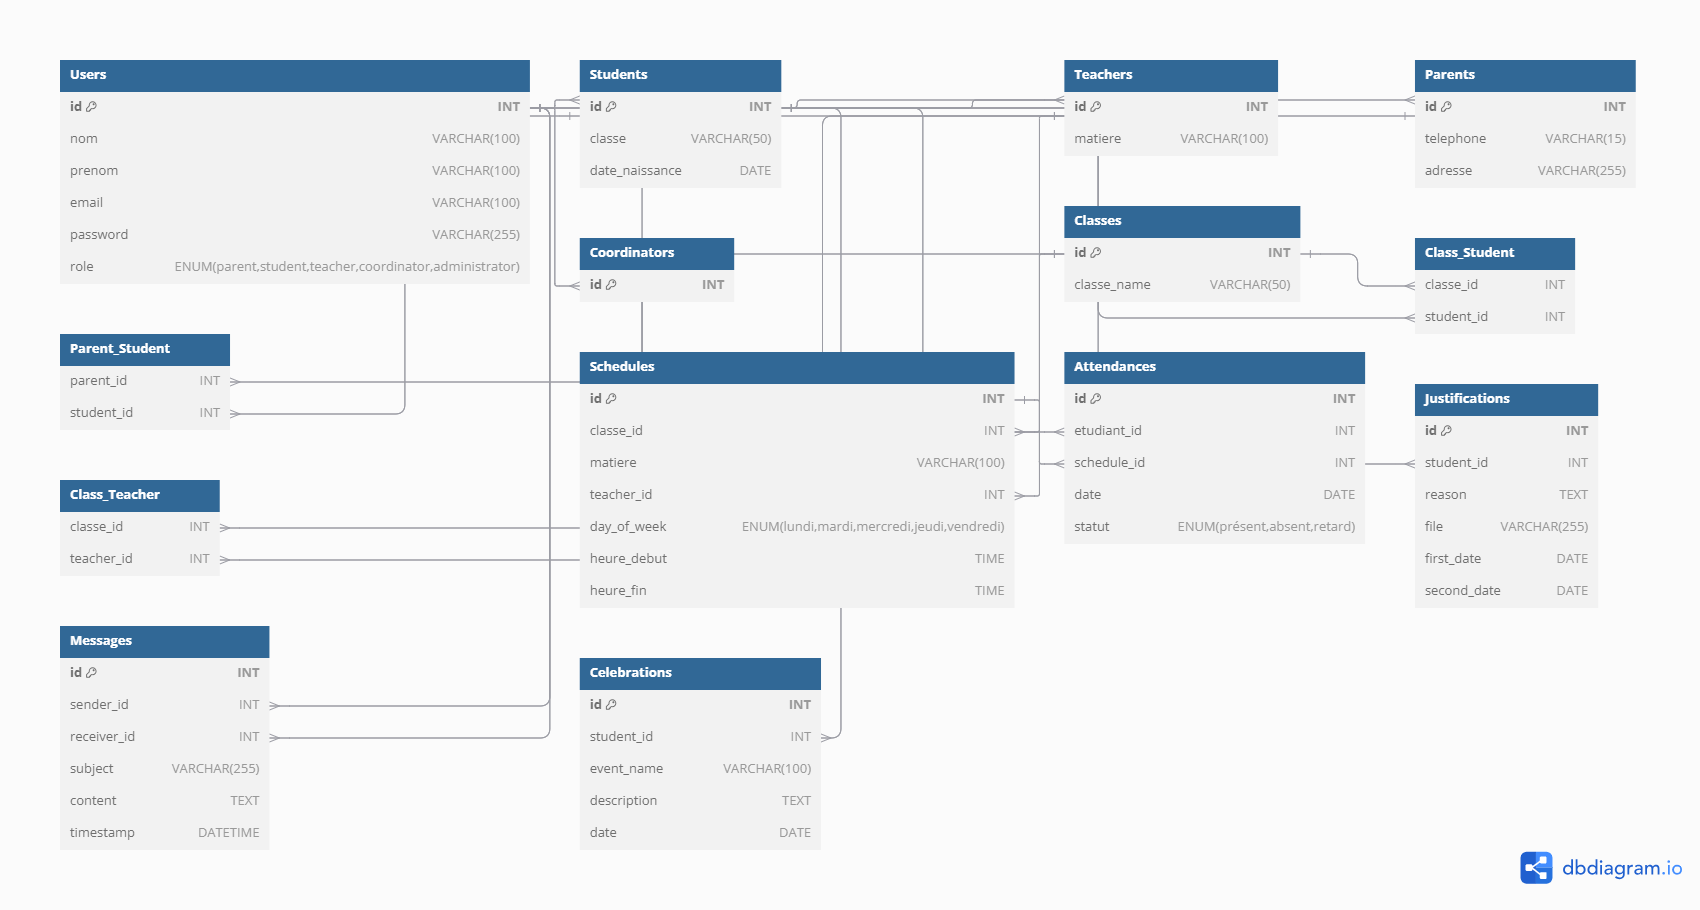 Users
id INT
nom VARCHAR(100)
prenom VARCHAR(100)
email VARCHAR(100)
password VARCHAR(255)
role ENUM(parent,student,teacher,coordinator,administrator)
Students
id INT
classe VARCHAR(50)
date_naissance DATE
Teachers
id INT
matiere VARCHAR(100)
Parents
id INT
telephone VARCHAR(15)
adresse VARCHAR(255)
Coordinators
id INT
Classes
id INT
classe_name VARCHAR(50)
Class_Student
classe_id INT
student_id INT
Parent_Student
parent_id INT
student_id INT
Schedules
id INT
classe_id INT
matiere VARCHAR(100)
teacher_id INT
day_of_week ENUM(lundi,mardi,mercredi,jeudi,vendredi)
heure_debut TIME
heure_fin TIME
Attendances
id INT
etudiant_id INT
schedule_id INT
date DATE
statut ENUM(présent,absent,retard)
Justifications
id INT
student_id INT
reason TEXT
file VARCHAR(255)
first_date DATE
second_date DATE
Class_Teacher
classe_id INT
teacher_id INT
Messages
id INT
sender_id INT
receiver_id INT
subject VARCHAR(255)
content TEXT
timestamp DATETIME
Celebrations
id INT
student_id INT
event_name VARCHAR(100)
description TEXT
date DATE
dbdiagram.io